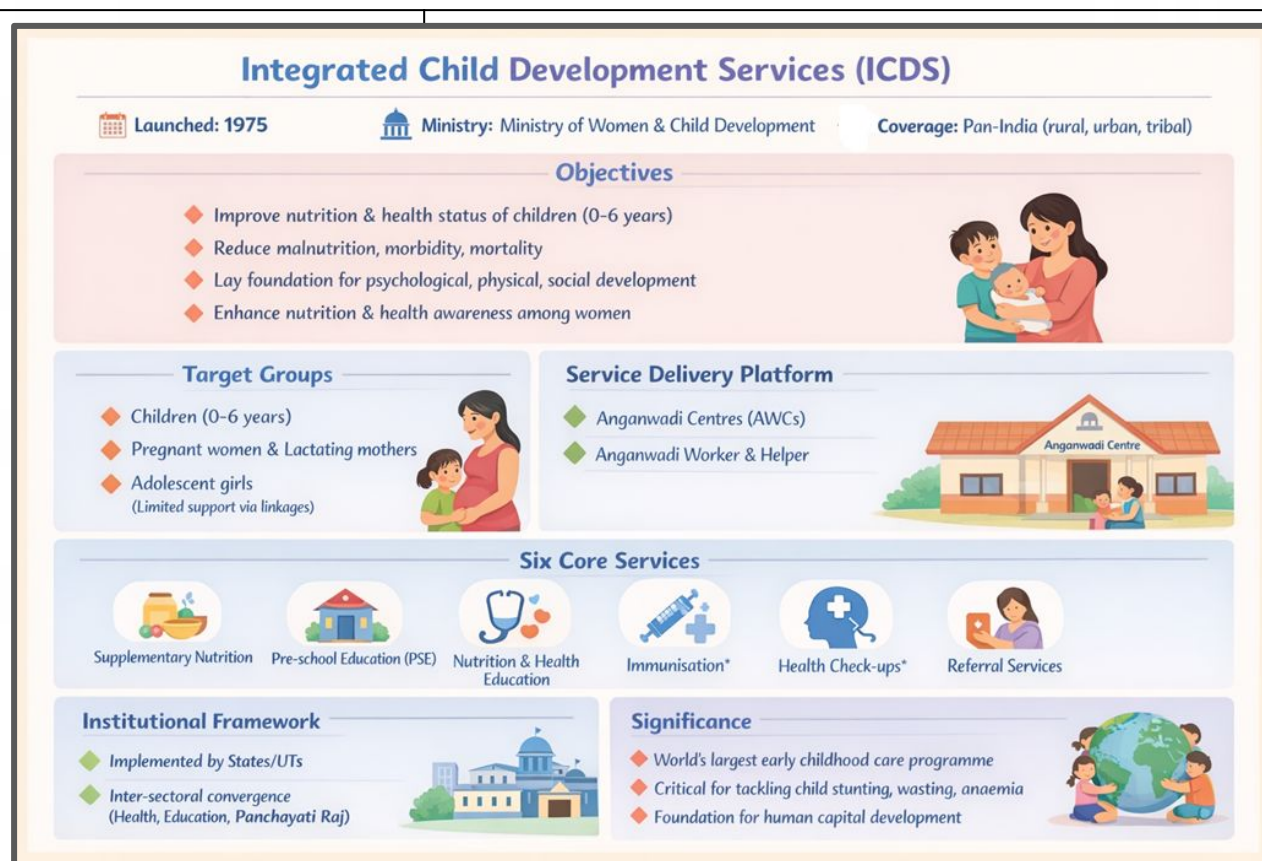 Integrated Child Development Services (ICDS)
Launched: 1975
Ministry: Ministry of Women & Child Development
Coverage: Pan-India (rural, urban, tribal)
Objectives
Improve nutrition & health status of children (0-6 years)
Reduce malnutrition, morbidity, mortality
Lay foundation for psychological, physical, social development
Enhance nutrition & health awareness among women
Target Groups
Children (0-6 years)
Pregnant women & Lactating mothers
Adolescent girls
(Limited support via linkages)
Service Delivery Platform
Anganwadi Centres (AWCs)
Anganwadi Worker & Helper
Anganwadi Centre
Six Core Services
Supplementary Nutrition
Pre-school Education (PSE)
Nutrition & Health
Education
Immunisation*
Health Check-ups*
Referral Services
Institutional Framework
Implemented by States/UTs
Inter-sectoral convergence
(Health, Education, Panchayati Raj)
Significance
World's largest early childhood care programme
Critical for tackling child stunting, wasting, anaemia
Foundation for human capital development